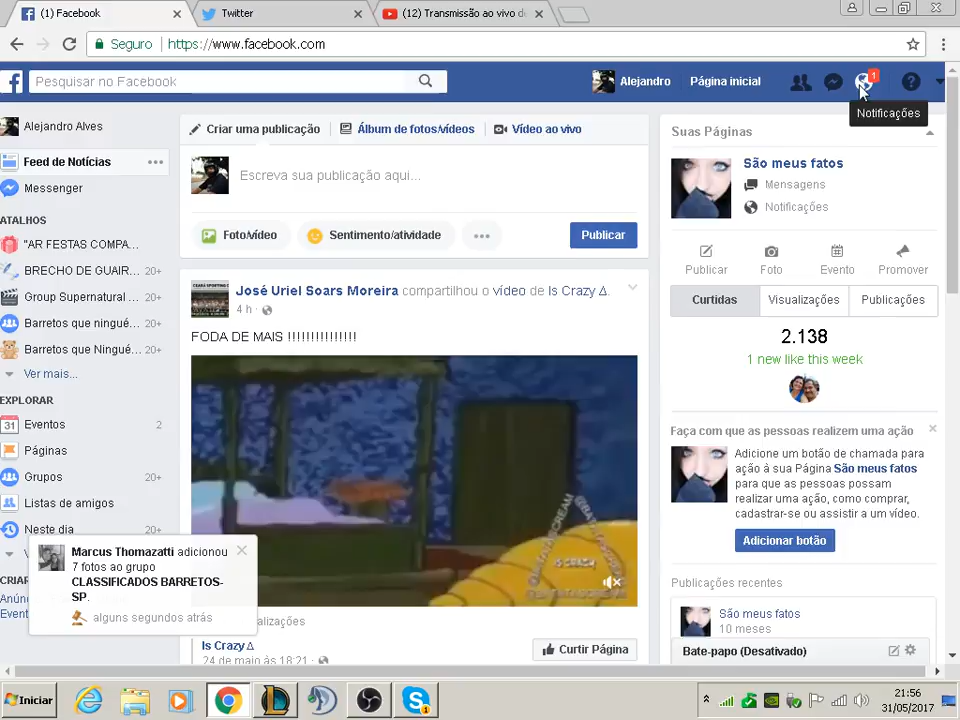 (1) Facebook
Twitter
(12) Transmissão ao vivo de
Seguro
https://www.facebook.com
Pesquisar no Facebook
Alejandro
Página inicial
1
?
Notificações
Alejandro Alves
Feed de Notícias
Messenger
ATALHOS
"AR FESTAS COMPA...
BRECHO DE GUAIR... 20+
Group Supernatural ... 20+
Barretos que ningué... 20+
Barretos que Ningué... 20+
Ver mais...
EXPLORAR
31 Eventos 2
Páginas
Grupos 20+
Listas de amigos
Neste dia 20+
Criar uma publicação
Álbum de fotos/vídeos
Vídeo ao vivo
Escreva sua publicação aqui...
Foto/vídeo
Sentimento/atividade
Publicar
José Uriel Soars Moreira compartilhou o vídeo de Is Crazy Δ.
4 h
FODA DE MAIS !!!!!!!!!!!!!!!
IS CRAZY
alizações
Is Crazy Δ
24 de maio às 18:21
Curtir Página
Marcus Thomazatti adicionou
7 fotos ao grupo
CLASSIFICADOS BARRETOS-
SP.
alguns segundos atrás
CRIAR
Anúnc
Event
Suas Páginas
São meus fatos
Mensagens
Notificações
Publicar
Foto
Evento
Promover
Curtidas
Visualizações
Publicações
2.138
1 new like this week
Faça com que as pessoas realizem uma ação
Adicione um botão de chamada para
ação à sua Página São meus fatos
para que as pessoas possam
realizar uma ação, como comprar,
cadastrar-se ou assistir a um vídeo.
Adicionar botão
Publicações recentes
São meus fatos
10 meses
Bate-papo (Desativado)
Iniciar
21:56
31/05/2017